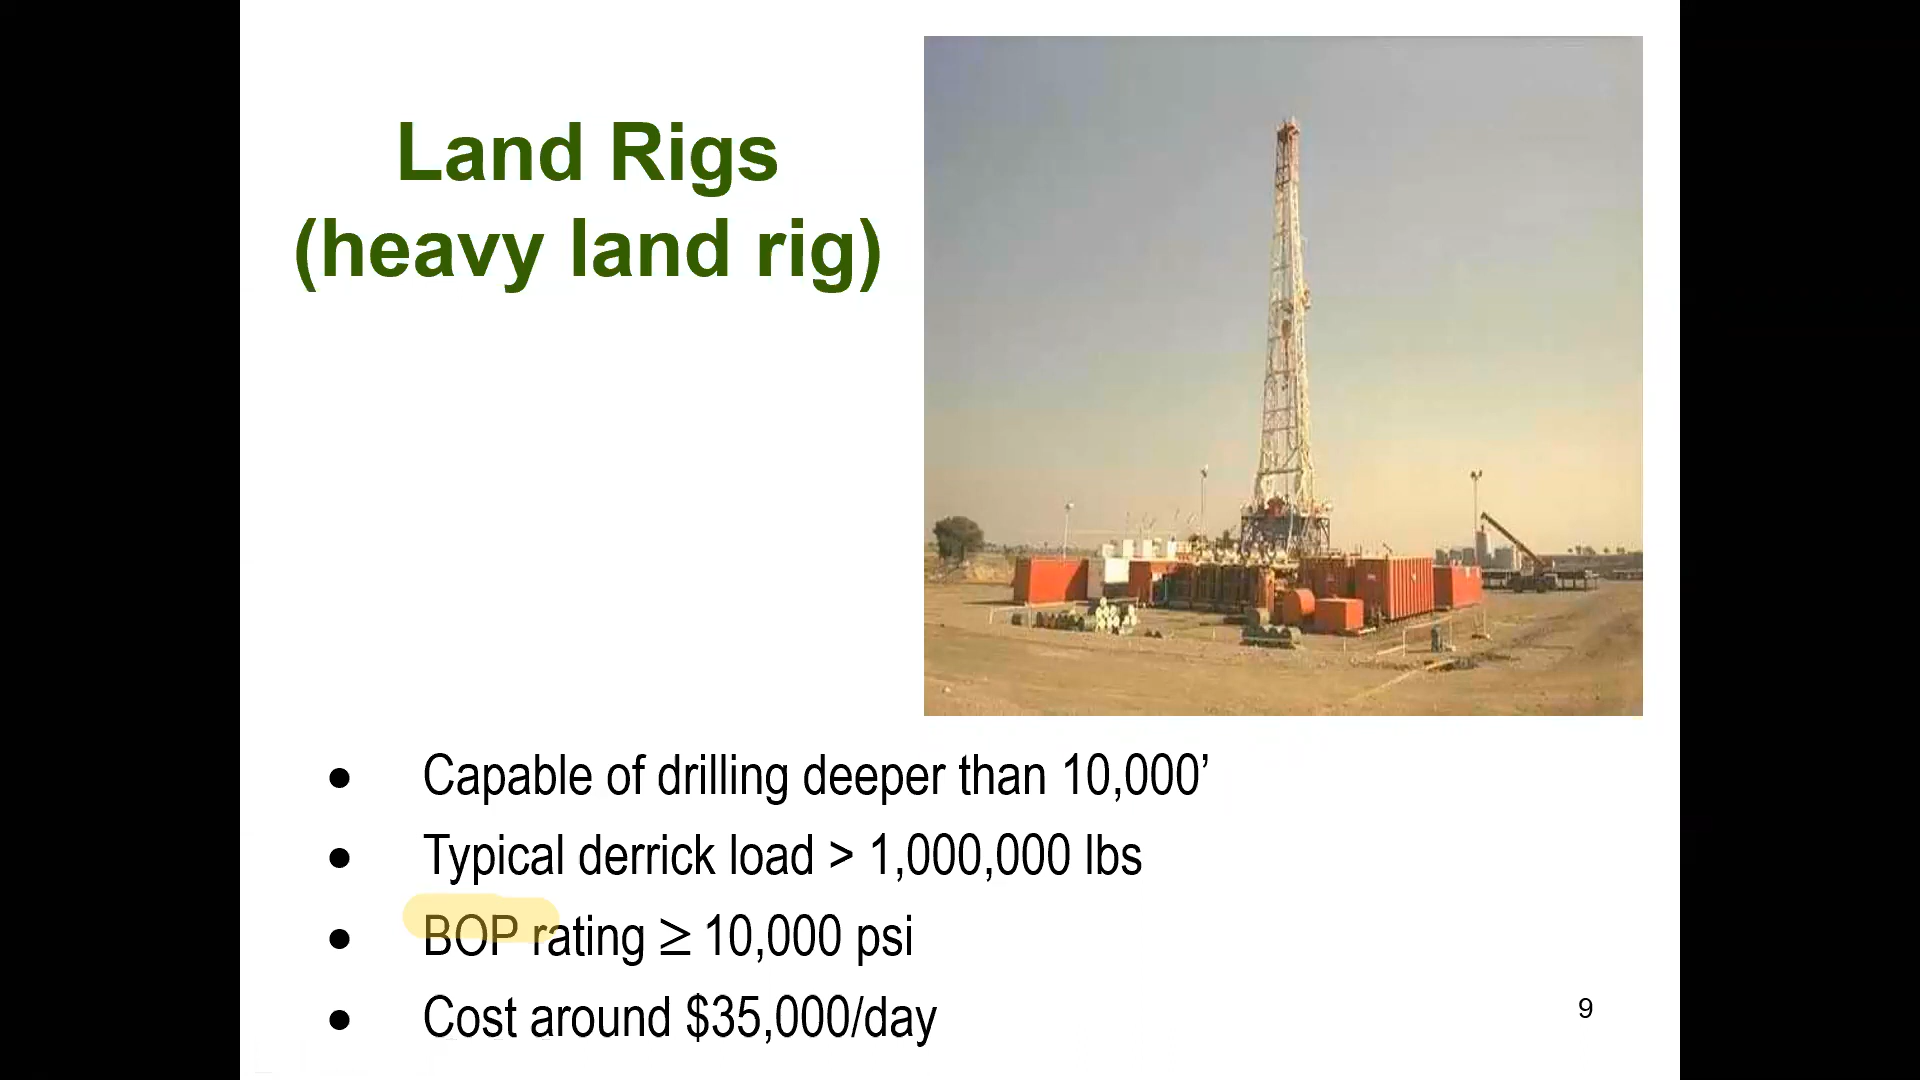 Land Rigs
(heavy land rig)
• Capable of drilling deeper than 10,000’
• Typical derrick load > 1,000,000 lbs
• BOP rating ≥ 10,000 psi
• Cost around $35,000/day
9